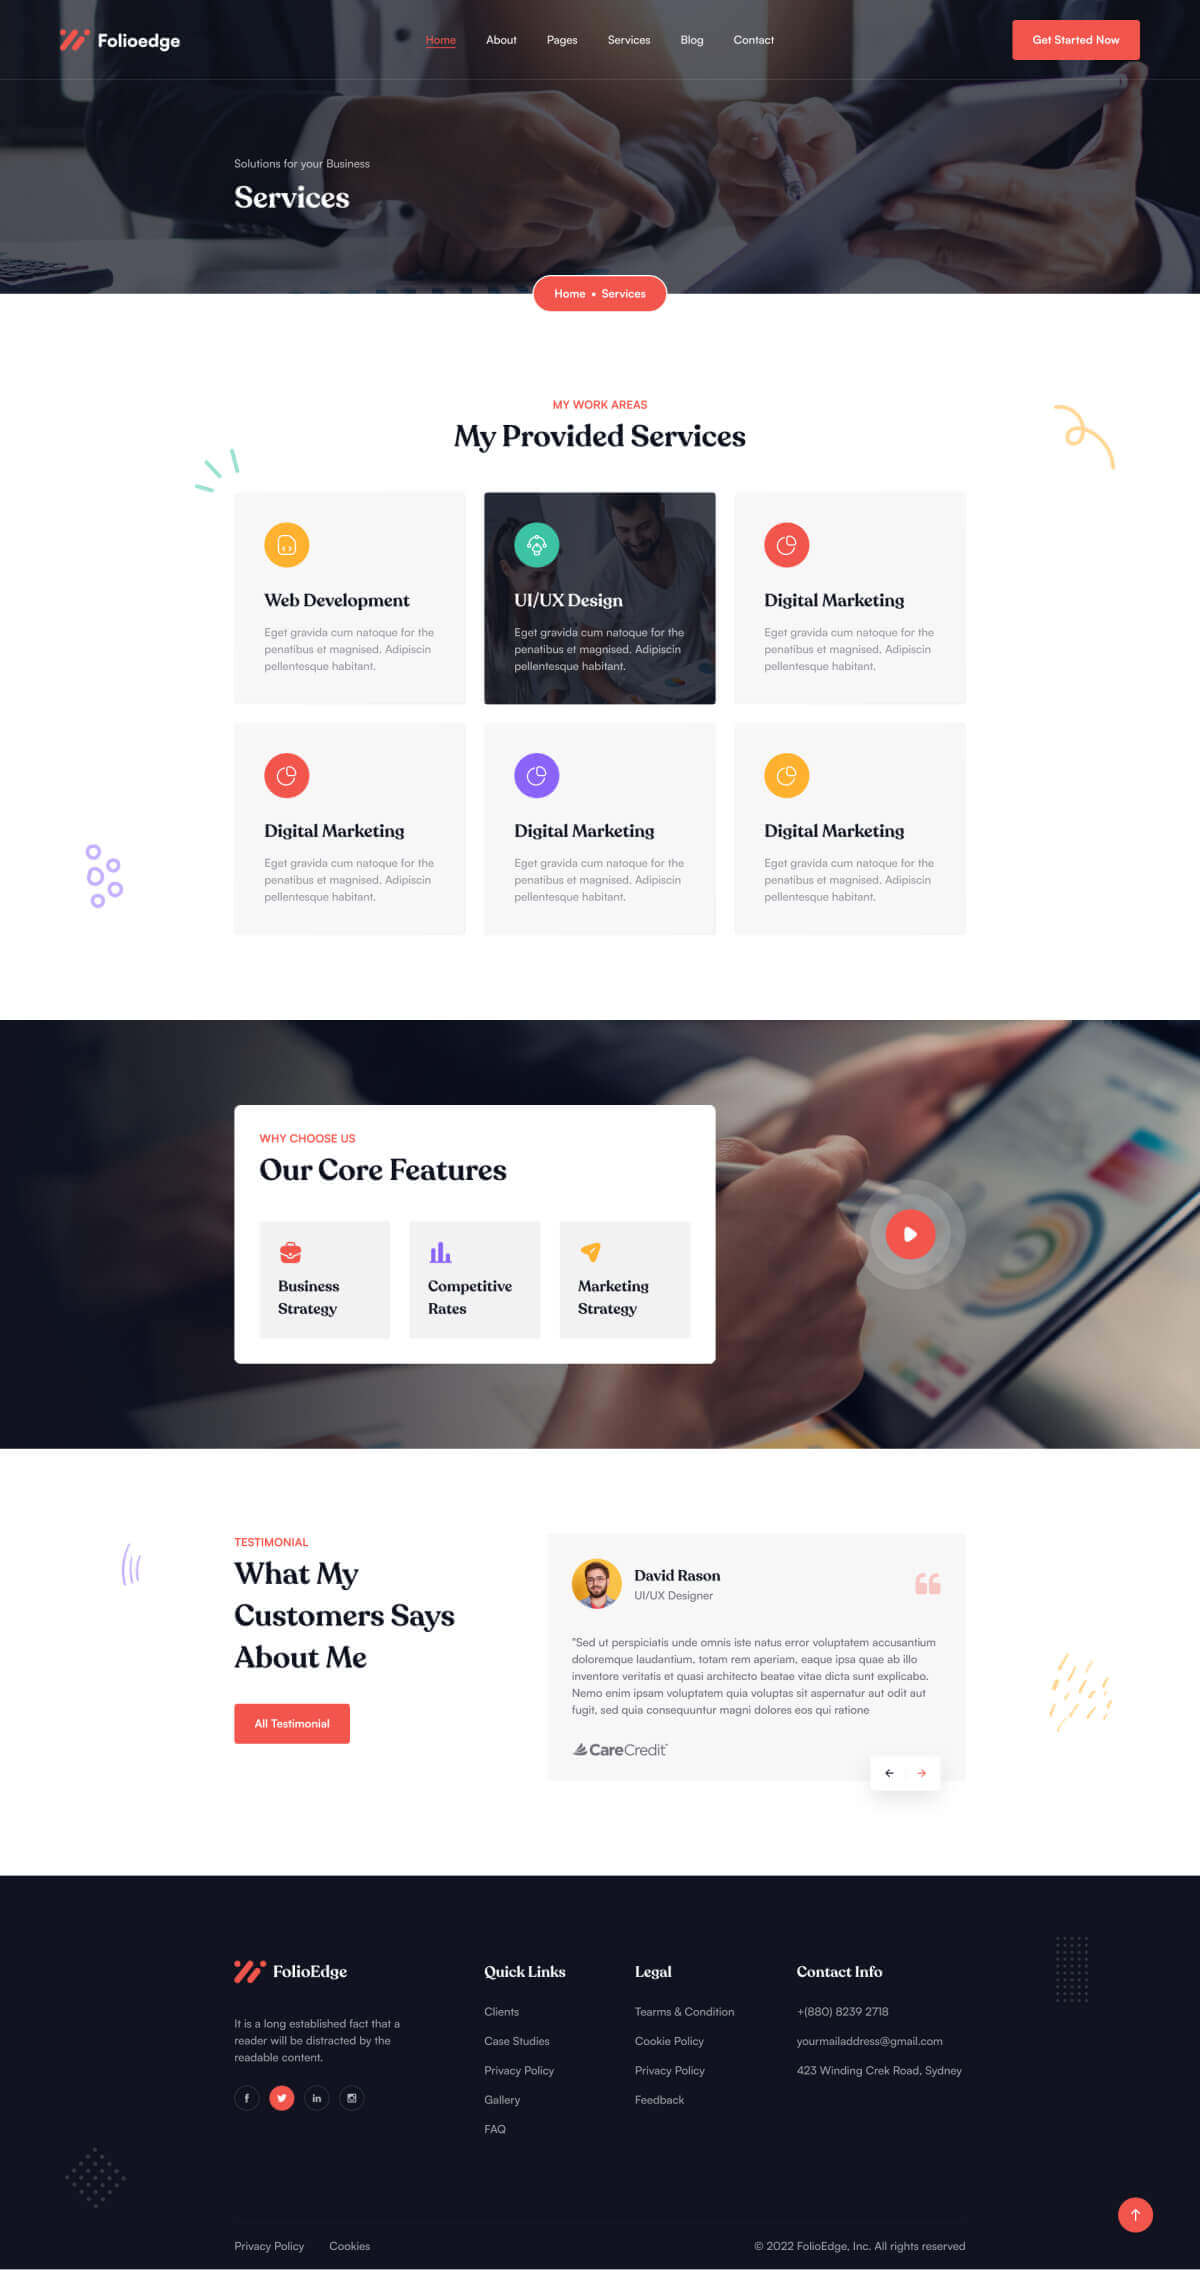 Folioedge
Home About Pages Services Blog Contact
Get Started Now
Solutions for your Business
Services
Home • Services
MY WORK AREAS
My Provided Services
Web Development
Eget gravida cum natoque for the
penatibus et magnised. Adipiscin
pellentesque habitant.
UI/UX Design
Eget gravida cum natoque for the
penatibus et magnised. Adipiscin
pellentesque habitant.
Digital Marketing
Eget gravida cum natoque for the
penatibus et magnised. Adipiscin
pellentesque habitant.
Digital Marketing
Eget gravida cum natoque for the
penatibus et magnised. Adipiscin
pellentesque habitant.
Digital Marketing
Eget gravida cum natoque for the
penatibus et magnised. Adipiscin
pellentesque habitant.
Digital Marketing
Eget gravida cum natoque for the
penatibus et magnised. Adipiscin
pellentesque habitant.
WHY CHOOSE US
Our Core Features
Business
Strategy
Competitive
Rates
Marketing
Strategy
TESTIMONIAL
What My
Customers Says
About Me
All Testimonial
David Rason
UI/UX Designer
"Sed ut perspiciatis unde omnis iste natus error voluptatem accusantium
doloremque laudantium, totam rem aperiam, eaque ipsa quae ab illo
inventore veritatis et quasi architecto beatae vitae dicta sunt explicabo.
Nemo enim ipsam voluptatem quia voluptas sit aspernatur aut odit aut
fugit, sed quia consequuntur magni dolores eos qui ratione
CareCredit
FolioEdge
It is a long established fact that a
reader will be distracted by the
readable content.
Quick Links
Clients
Case Studies
Privacy Policy
Gallery
FAQ
Legal
Tearms & Condition
Cookie Policy
Privacy Policy
Feedback
Contact Info
+(880) 8239 2718
yourmailaddress@gmail.com
423 Winding Crek Road, Sydney
Privacy Policy Cookies
© 2022 FolioEdge, Inc. All rights reserved